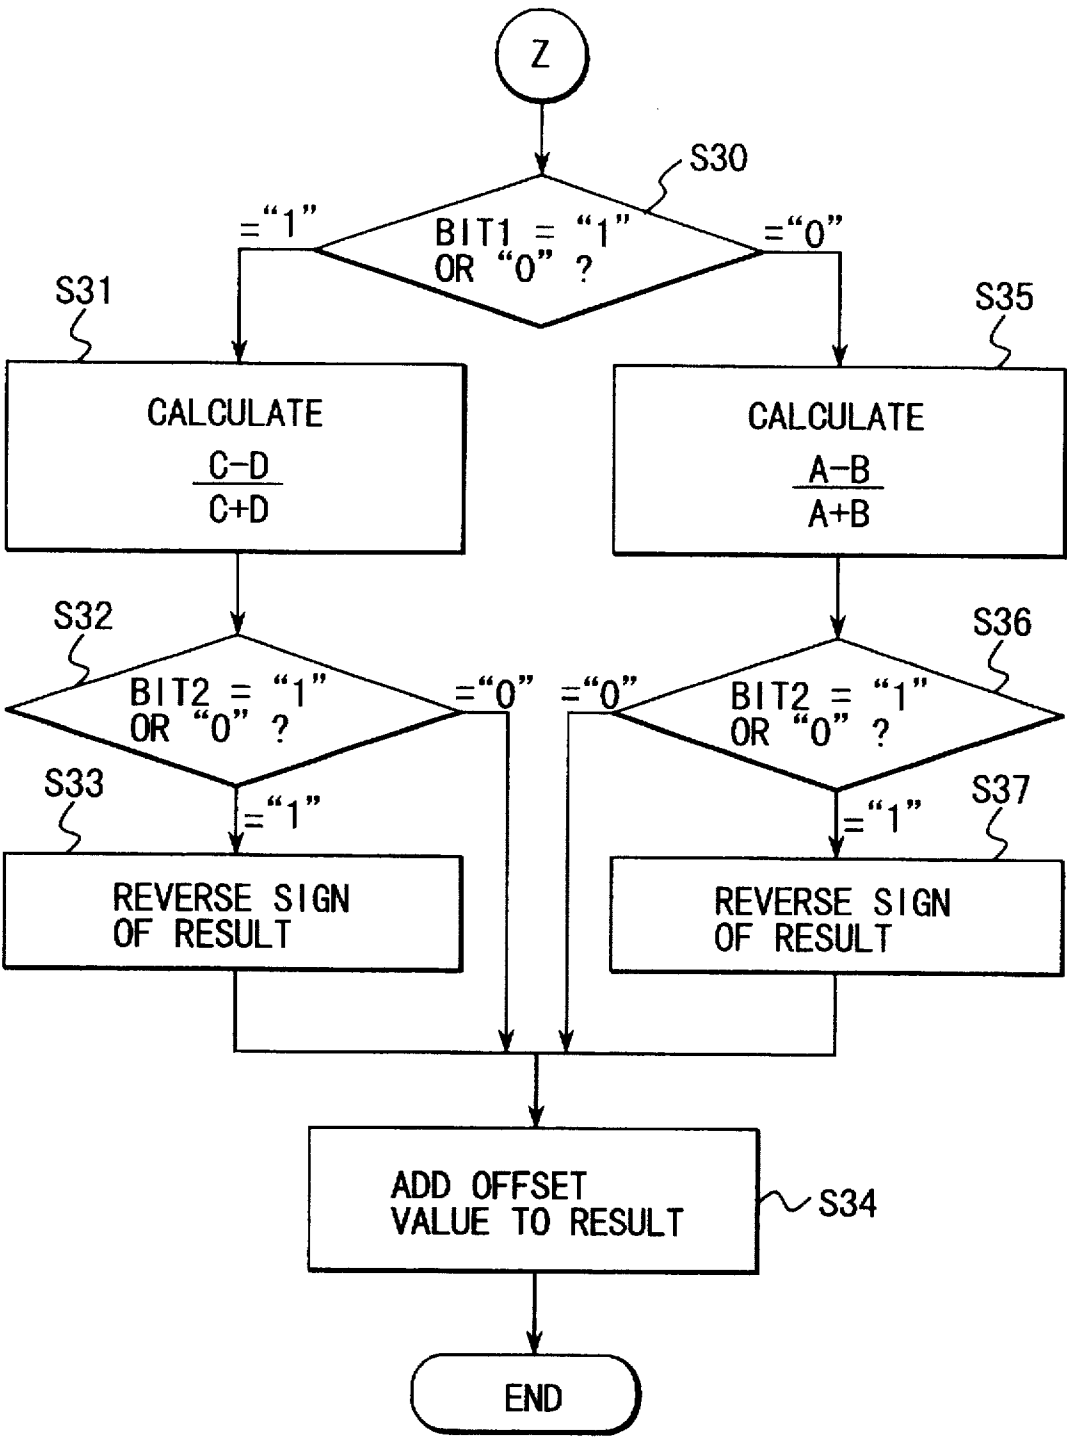 Z
S30
BIT1 = “1”
OR “0” ?
=“1”
=“0”
S31
CALCULATE
C-D
C+D
S35
CALCULATE
A-B
A+B
S32
BIT2 = “1”
OR “0” ?
=“0”
=“1”
S36
BIT2 = “1”
OR “0” ?
=“0”
=“1”
S33
REVERSE SIGN
OF RESULT
S37
REVERSE SIGN
OF RESULT
ADD OFFSET
VALUE TO RESULT
S34
END